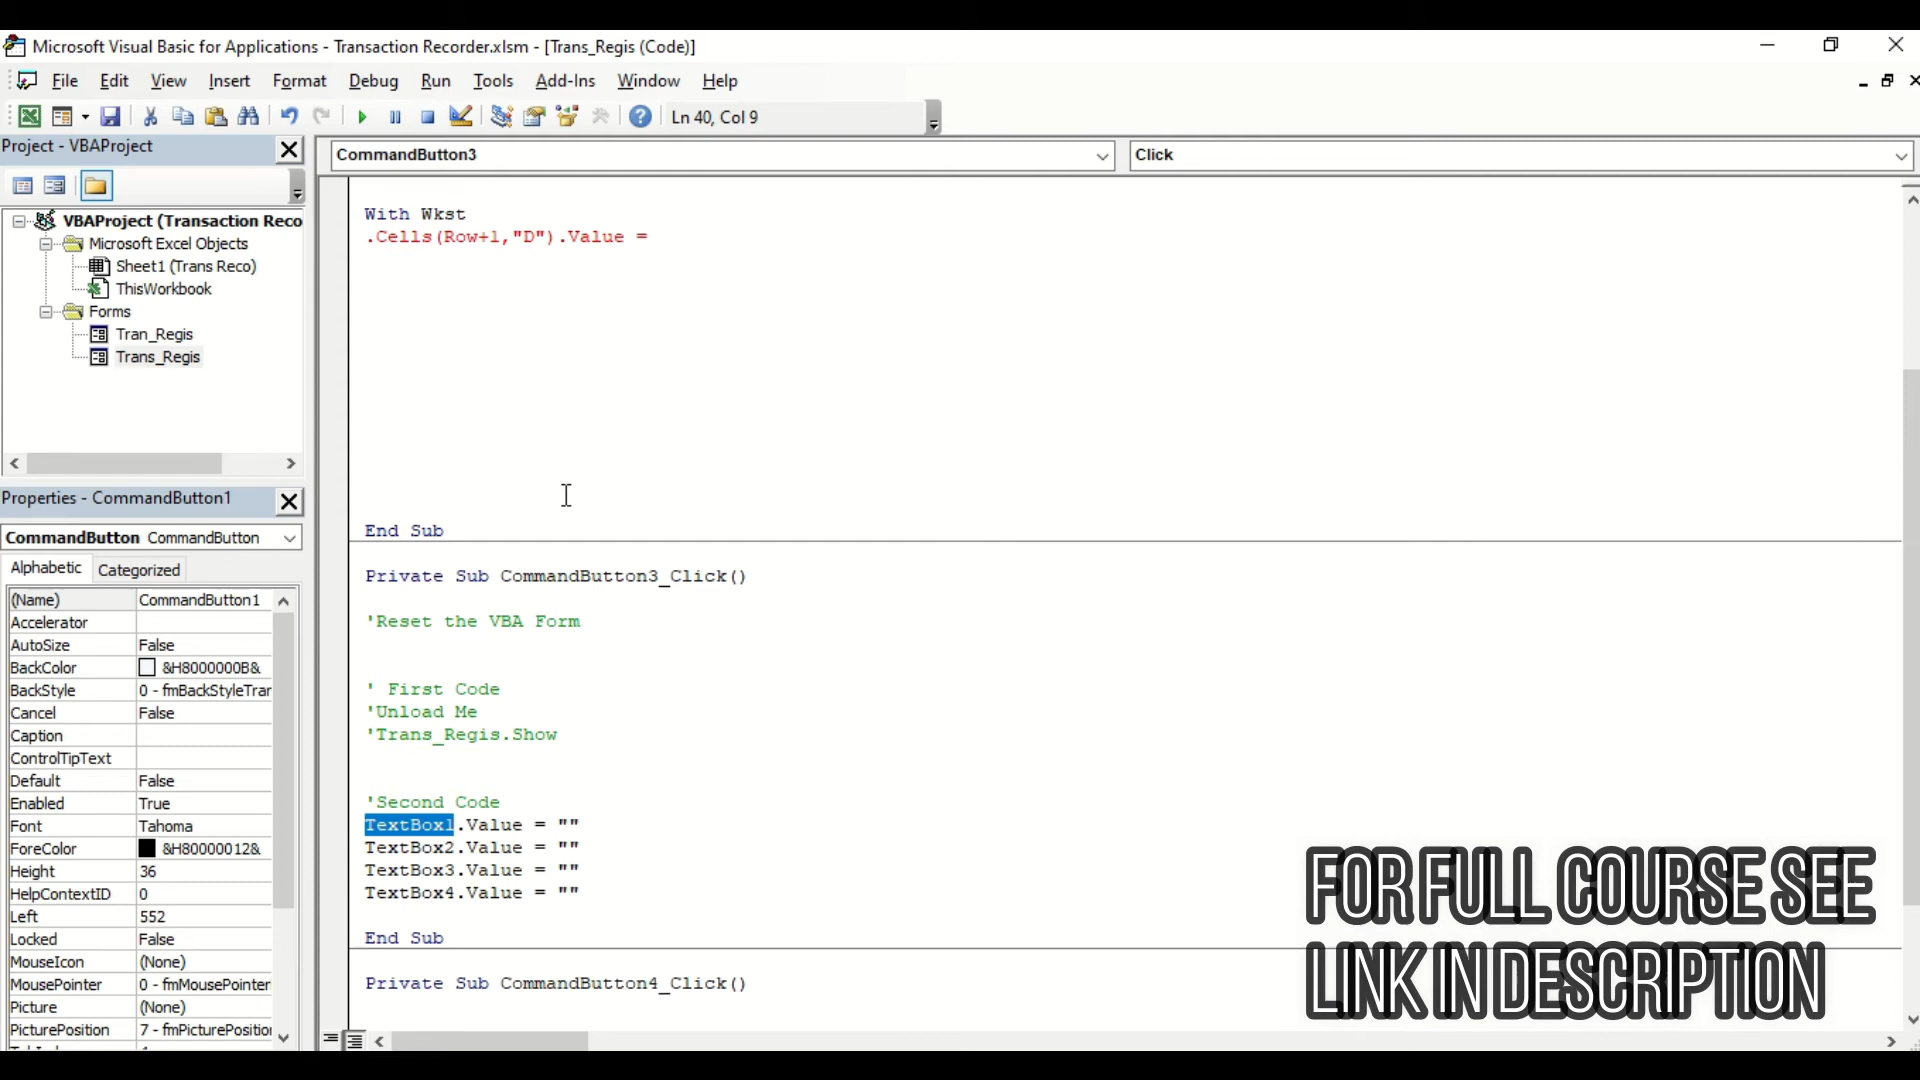 Microsoft Visual Basic for Applications - Transaction Recorder.xlsm - [Trans_Regis (Code)]
File Edit View Insert Format Debug Run Tools Add-Ins Window Help
Ln 40, Col 9
Project - VBAProject
VBAProject (Transaction Reco
Microsoft Excel Objects
Sheet1 (Trans Reco)
ThisWorkbook
Forms
Tran_Regis
Trans_Regis
Properties - CommandButton1
CommandButton CommandButton
Alphabetic Categorized
(Name) CommandButton1
Accelerator
AutoSize False
BackColor &H8000000B&
BackStyle 0 - fmBackStyleTran
Cancel False
Caption
ControlTipText
Default False
Enabled True
Font Tahoma
ForeColor &H80000012&
Height 36
HelpContextID 0
Left 552
Locked False
MouseIcon (None)
MousePointer 0 - fmMousePointer
Picture (None)
PicturePosition 7 - fmPicturePosition
CommandButton3 Click
With Wkst
.Cells(Row+1,"D").Value =
End Sub
Private Sub CommandButton3_Click()
'Reset the VBA Form
' First Code
'Unload Me
'Trans_Regis.Show
'Second Code
TextBox1.Value = ""
TextBox2.Value = ""
TextBox3.Value = ""
TextBox4.Value = ""
End Sub
Private Sub CommandButton4_Click()
FOR FULL COURSE SEE
LINK IN DESCRIPTION